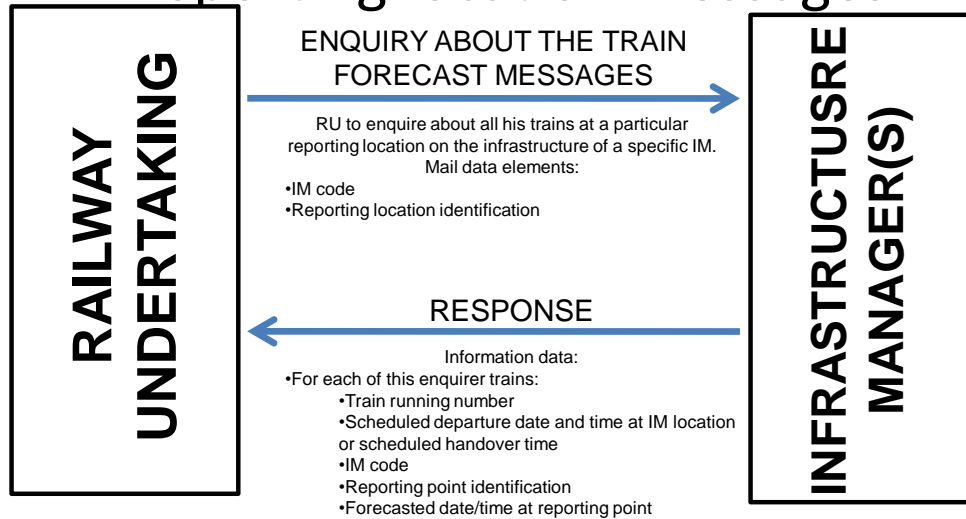 RAILWAY
UNDERTAKING
ENQUIRY ABOUT THE TRAIN
FORECAST MESSAGES
RU to enquire about all his trains at a particular
reporting location on the infrastructure of a specific IM.
Mail data elements:
•IM code
•Reporting location identification
RESPONSE
Information data:
•For each of this enquirer trains:
•Train running number
•Scheduled departure date and time at IM location
or scheduled handover time
•IM code
•Reporting point identification
•Forecasted date/time at reporting point
INFRASTRUCTUSRE
MANAGER(S)